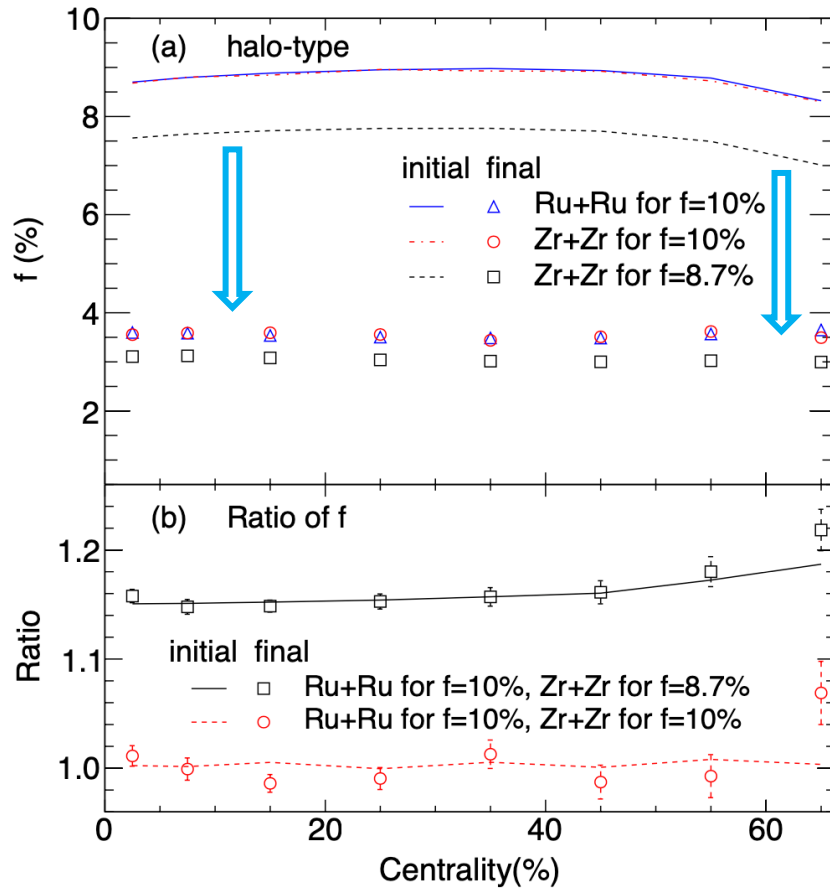 10
(a) halo-type
8
initial final
Ru+Ru for f=10%
6
Zr+Zr for f=10%
Zr+Zr for f=8.7%
f (%)
4
2
(b) Ratio of f
1.2
Ratio
1.1
initial final
Ru+Ru for f=10%, Zr+Zr for f=8.7%
Ru+Ru for f=10%, Zr+Zr for f=10%
1.0
0 20 40 60
Centrality(%)